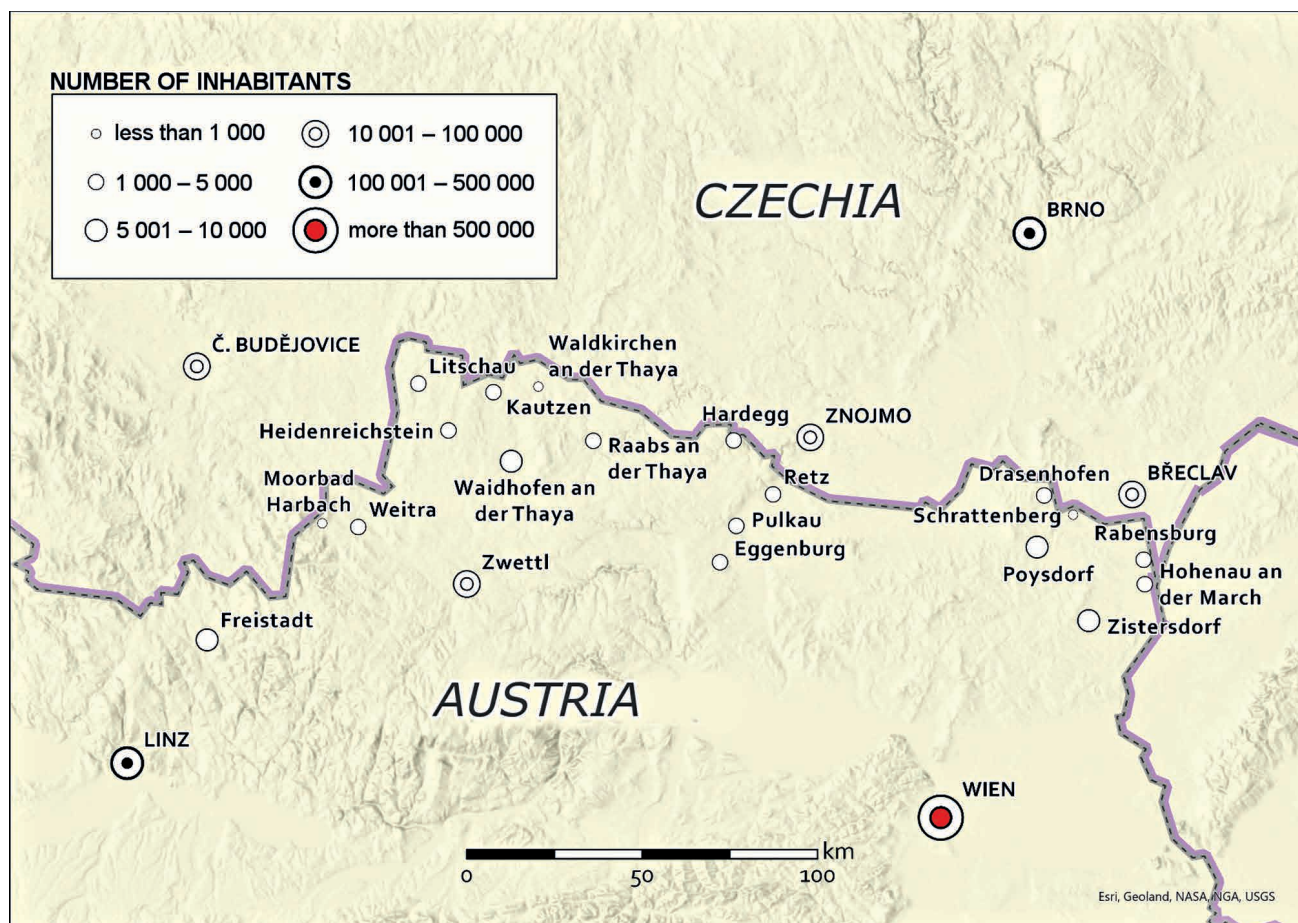 NUMBER OF INHABITANTS
less than 1 000
10 001 – 100 000
1 000 – 5 000
100 001 – 500 000
5 001 – 10 000
more than 500 000
CZECHIA
BRNO
Č. BUDĚJOVICE
Waldkirchen
an der Thaya
Litschau
Kautzen
Hardegg
ZNOJMO
Heidenreichstein
Raabs an
der Thaya
Moorbad
Harbach
Weitra
Waidhofen an
der Thaya
Retz
Drasenhofen
BŘECLAV
Pulkau
Schrattenberg
Rabensburg
Eggenburg
Zwettl
Poysdorf
Hohenau an
der March
Freistadt
Zistersdorf
AUSTRIA
LINZ
WIEN
km
0
50
100
Esri, Geoland, NASA, NGA, USGS